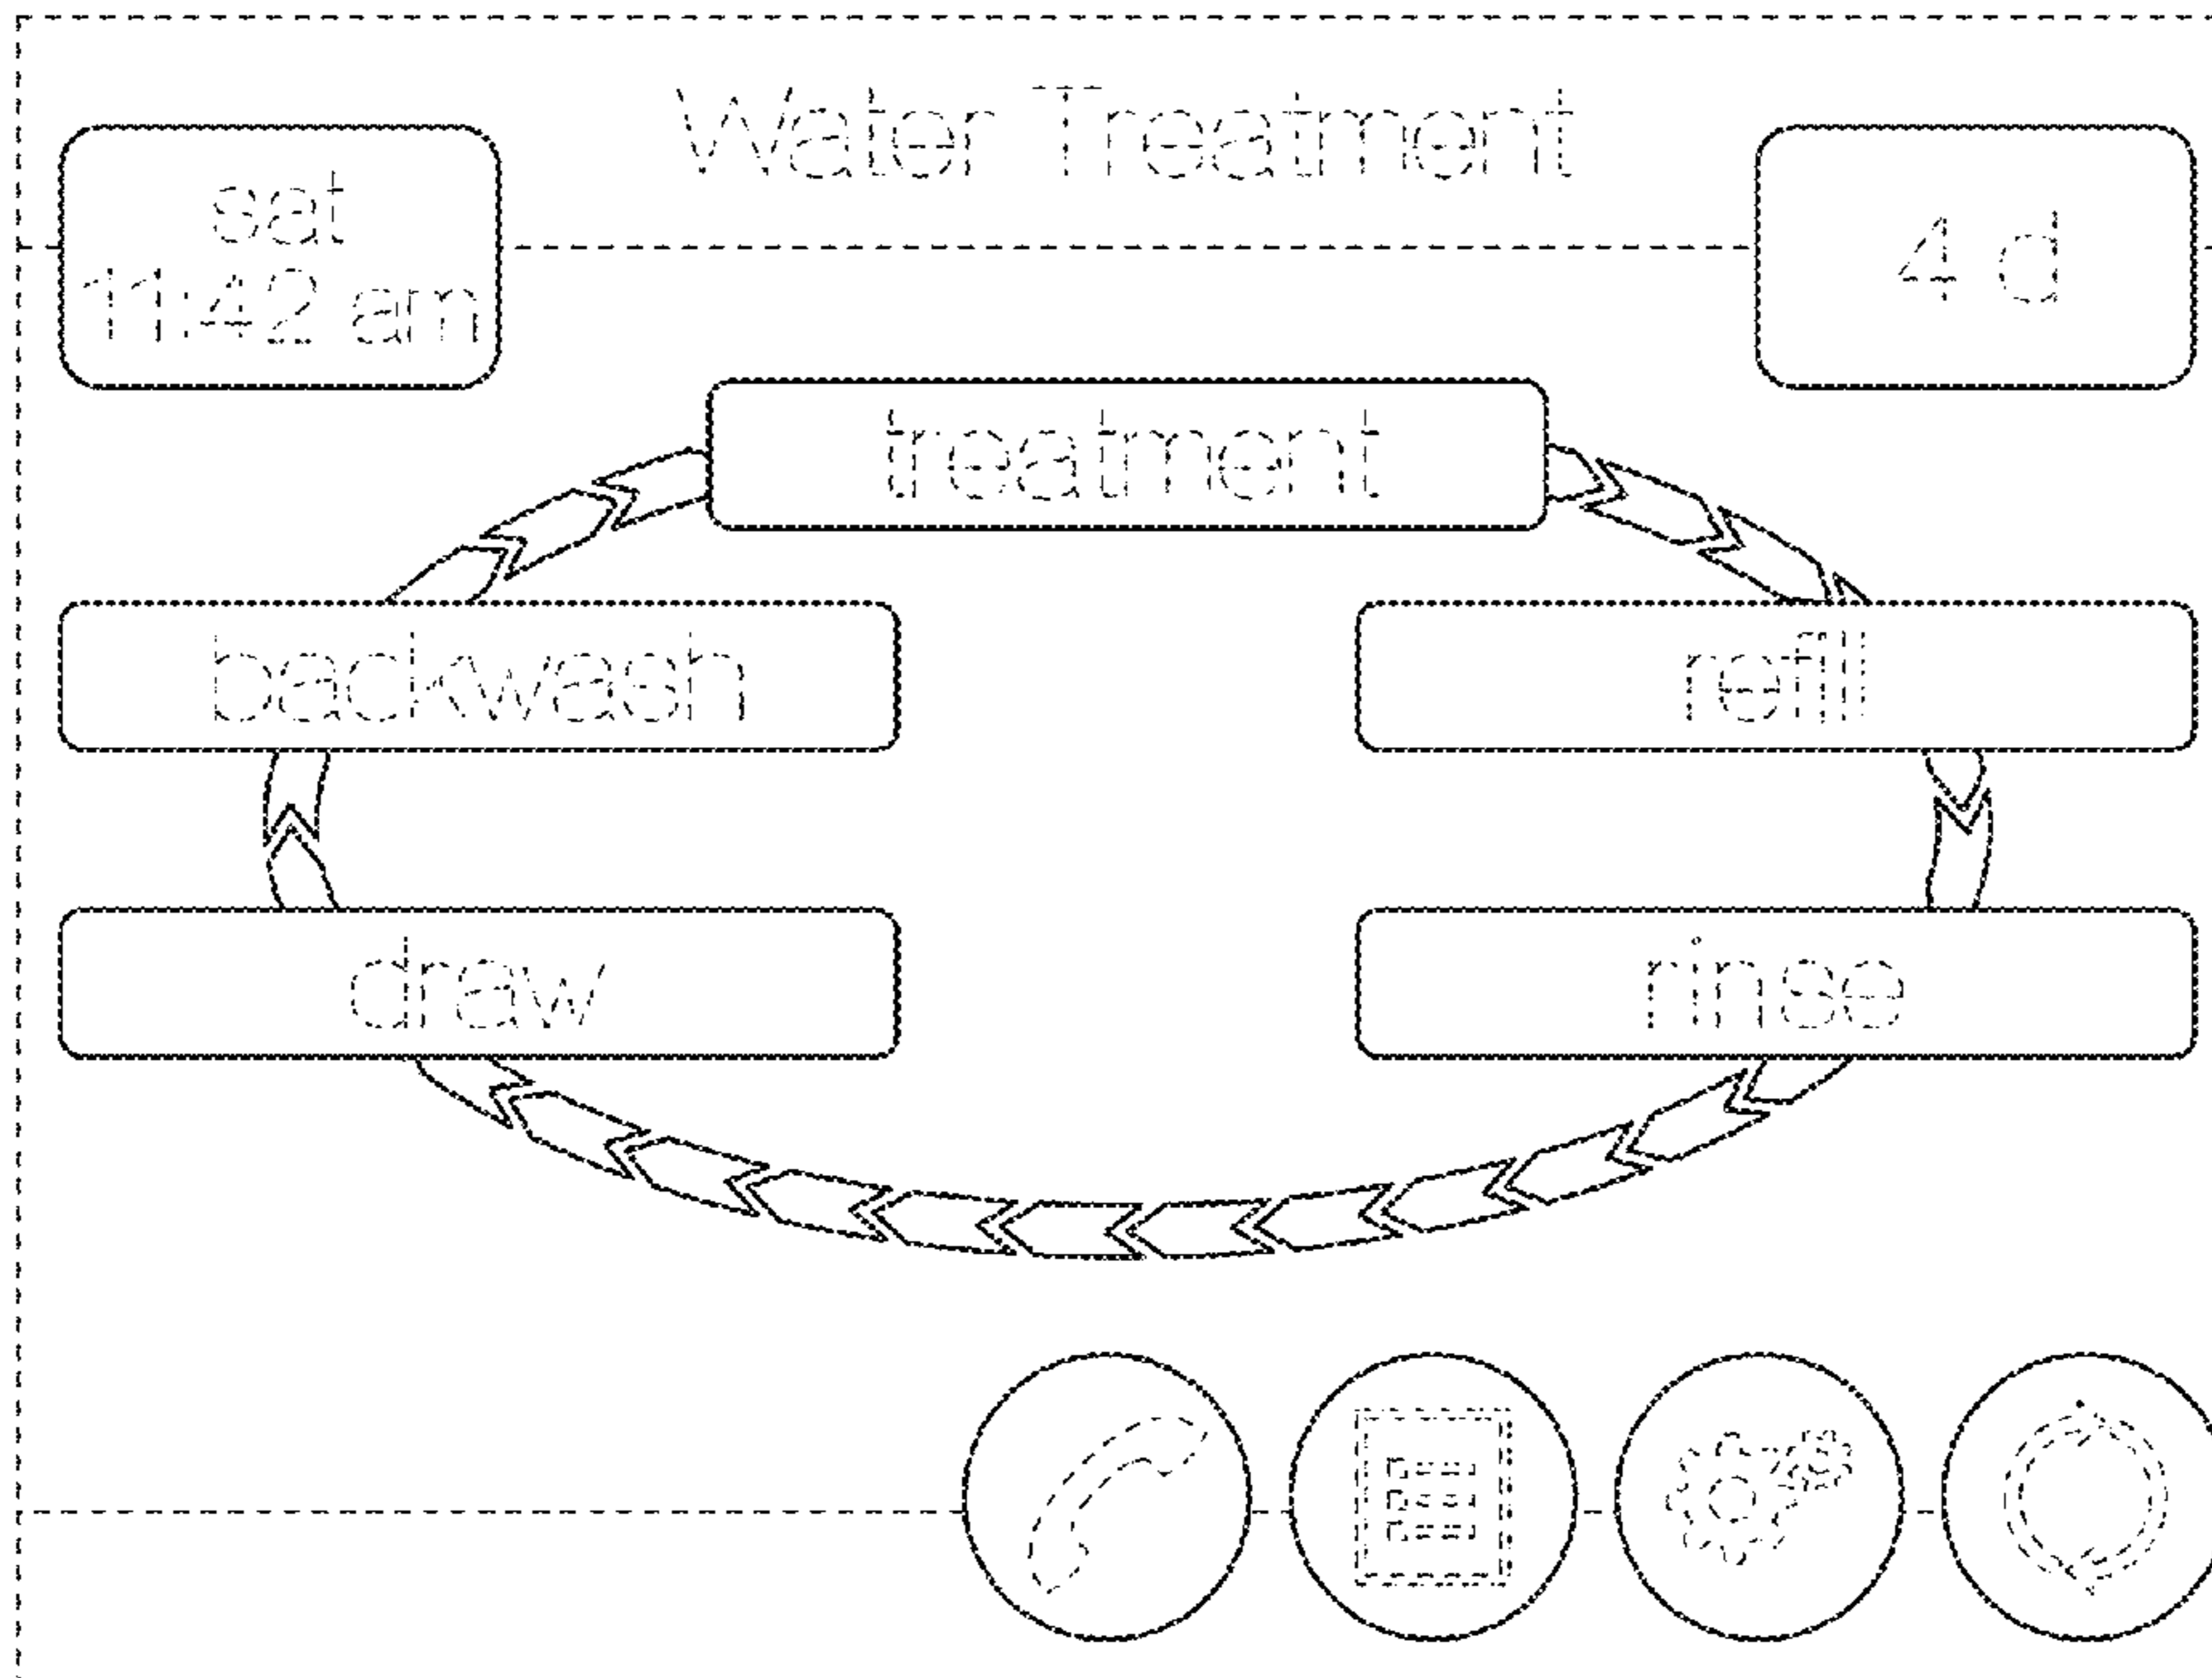 Water Treatment
sat
11:42 am
4 d
treatment
backwash
refill
draw
rinse